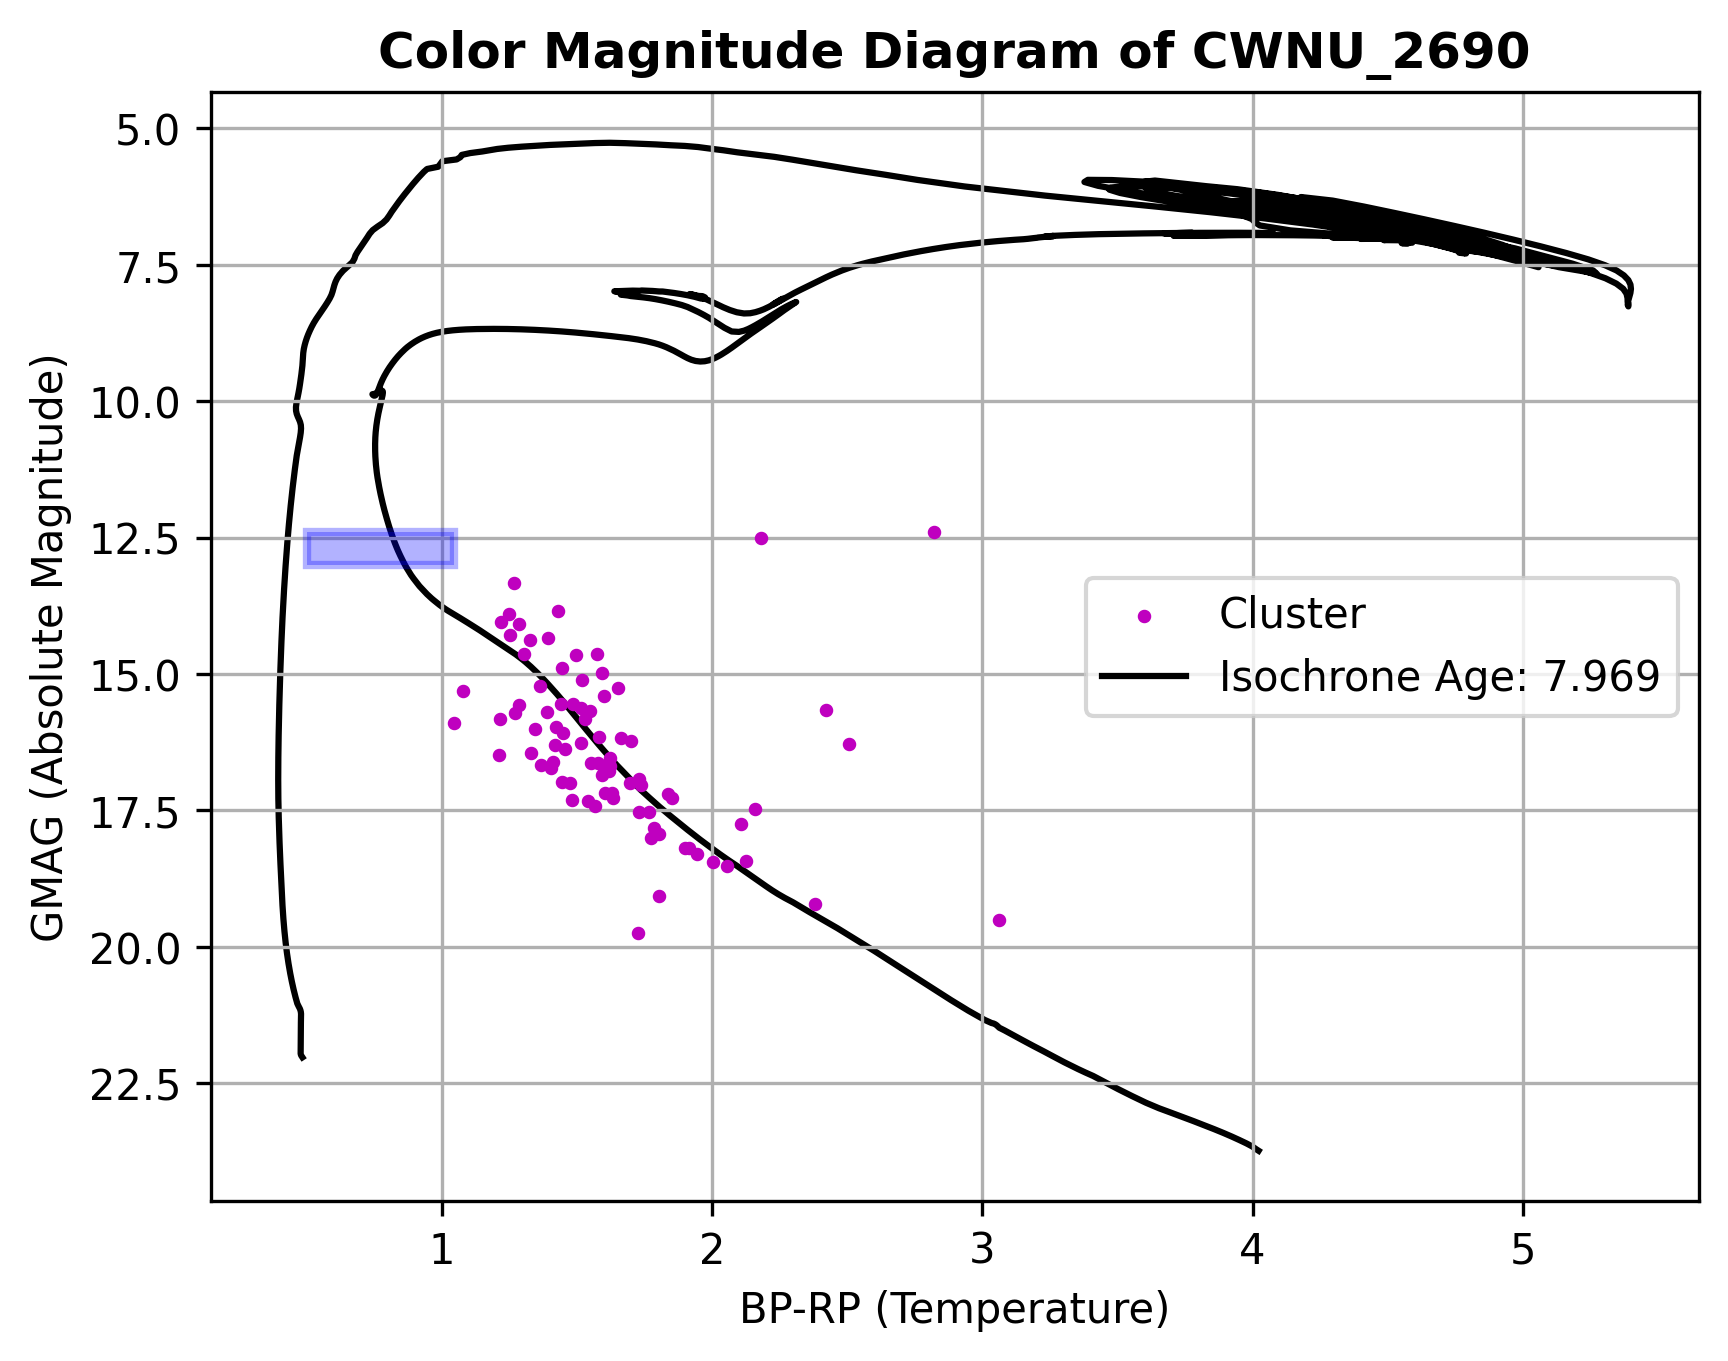 Color Magnitude Diagram of CWNU_2690
GMAG (Absolute Magnitude)
5.0
7.5
10.0
12.5
15.0
17.5
20.0
22.5
Cluster
Isochrone Age: 7.969
1 2 3 4 5
BP-RP (Temperature)